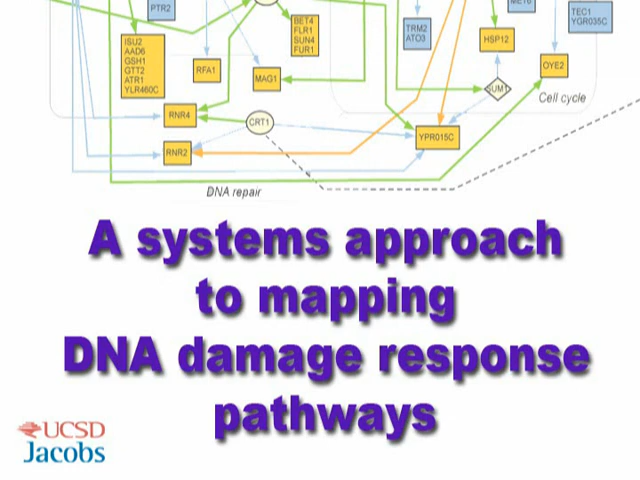 PTR2
BET4
FLR1
SUN4
FUR1
TRM2
ATO3
TEC1
YGR035C
HSP12
ISU2
AAD6
GSH1
GTT2
ATR1
YLR460C
RFA1
MAG1
OYE2
SUM1
Cell cycle
RNR4
CRT1
YPR015C
RNR2
DNA repair
A systems approach
to mapping
DNA damage response
pathways
UCSD
Jacobs